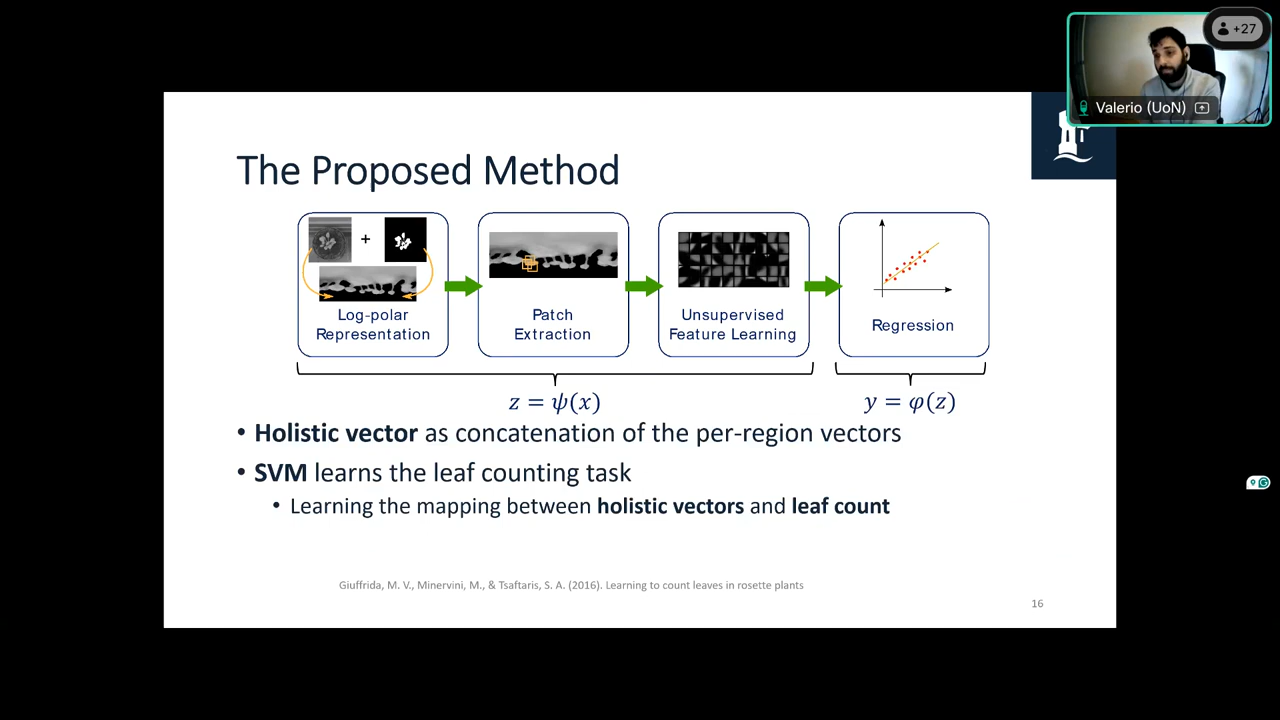 +27
Valerio (UoN)
The Proposed Method
+
Log-polar
Representation
Patch
Extraction
Unsupervised
Feature Learning
Regression
z = ψ(x)
y = φ(z)
• Holistic vector as concatenation of the per-region vectors
• SVM learns the leaf counting task
• Learning the mapping between holistic vectors and leaf count
Giuffrida, M. V., Minervini, M., & Tsaftaris, S. A. (2016). Learning to count leaves in rosette plants
16